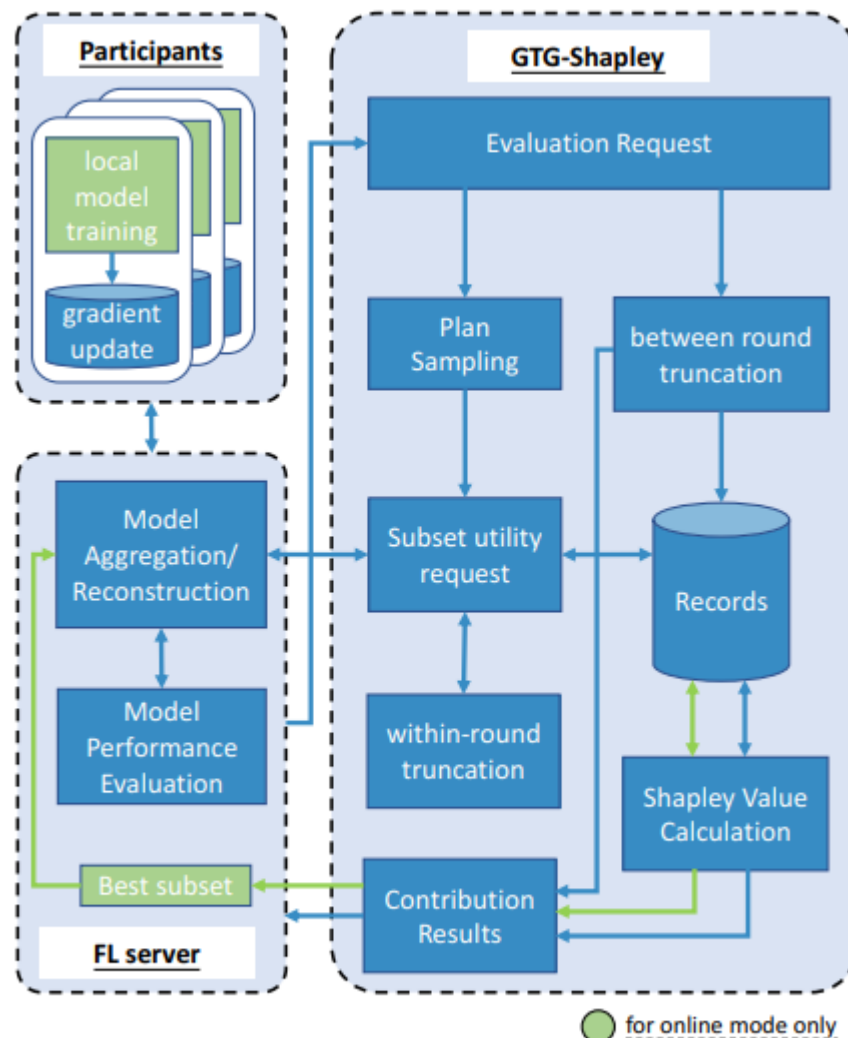 Participants
local
model
training
gradient
update
GTG-Shapley
Evaluation Request
Plan
Sampling
between round
truncation
Model
Aggregation/
Reconstruction
Subset utility
request
Records
Model
Performance
Evaluation
within-round
truncation
Shapley Value
Calculation
Best subset
Contribution
Results
FL server
for online mode only